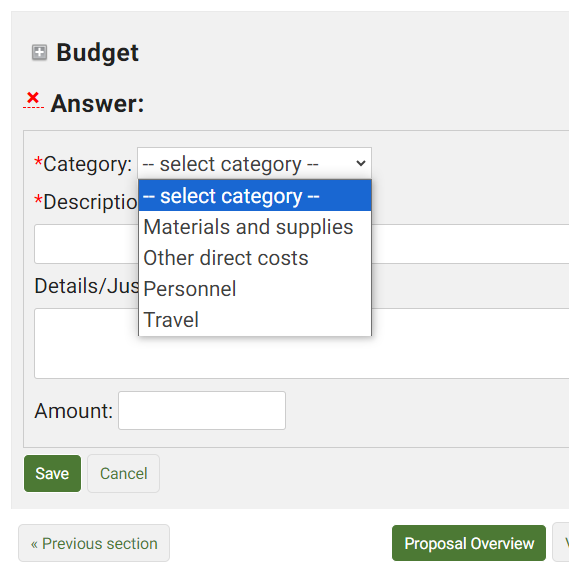 Budget
Answer:
*Category: -- select category --
-- select category --
*Descriptio
Materials and supplies
Other direct costs
Details/Jus
Personnel
Travel
Amount:
Save Cancel
« Previous section Proposal Overview